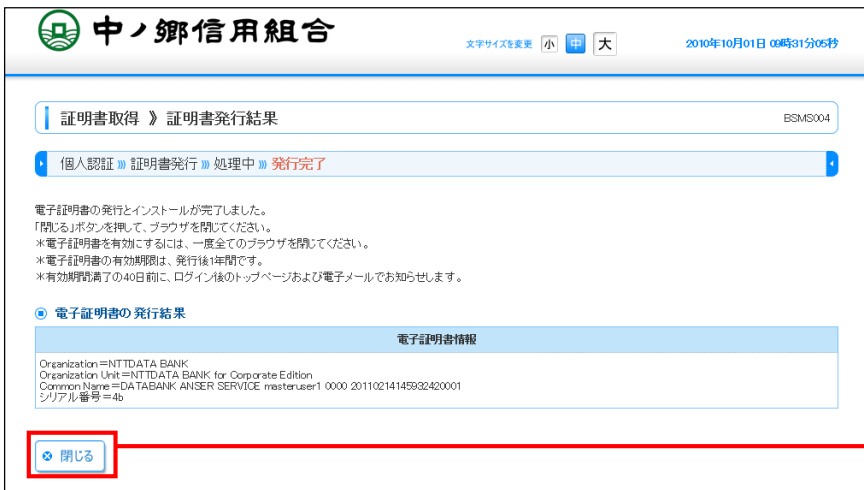 中ノ郷信用組合
文字サイズを変更 小 中 大 2010年10月01日 09時31分05秒
証明書取得 》 証明書発行結果 BSMS004
個人認証 》》 証明書発行 》》 処理中 》》 発行完了
電子証明書の発行とインストールが完了しました。
「閉じる」ボタンを押して、ブラウザを閉じてください。
＊電子証明書を有効にするには、一度全てのブラウザを閉じてください。
＊電子証明書の有効期限は、発行後1年間です。
＊有効期間満了の40日前に、ログイン後のトップページおよび電子メールでお知らせします。
電子証明書の発行結果
電子証明書情報
Organization=NTTDATA BANK
Organization Unit=NTTDATA BANK for Corporate Edition
Common Name=DATABANK ANSER SERVICE masteruser1 0000 20110214145932420001
シリアル番号=4b
閉じる